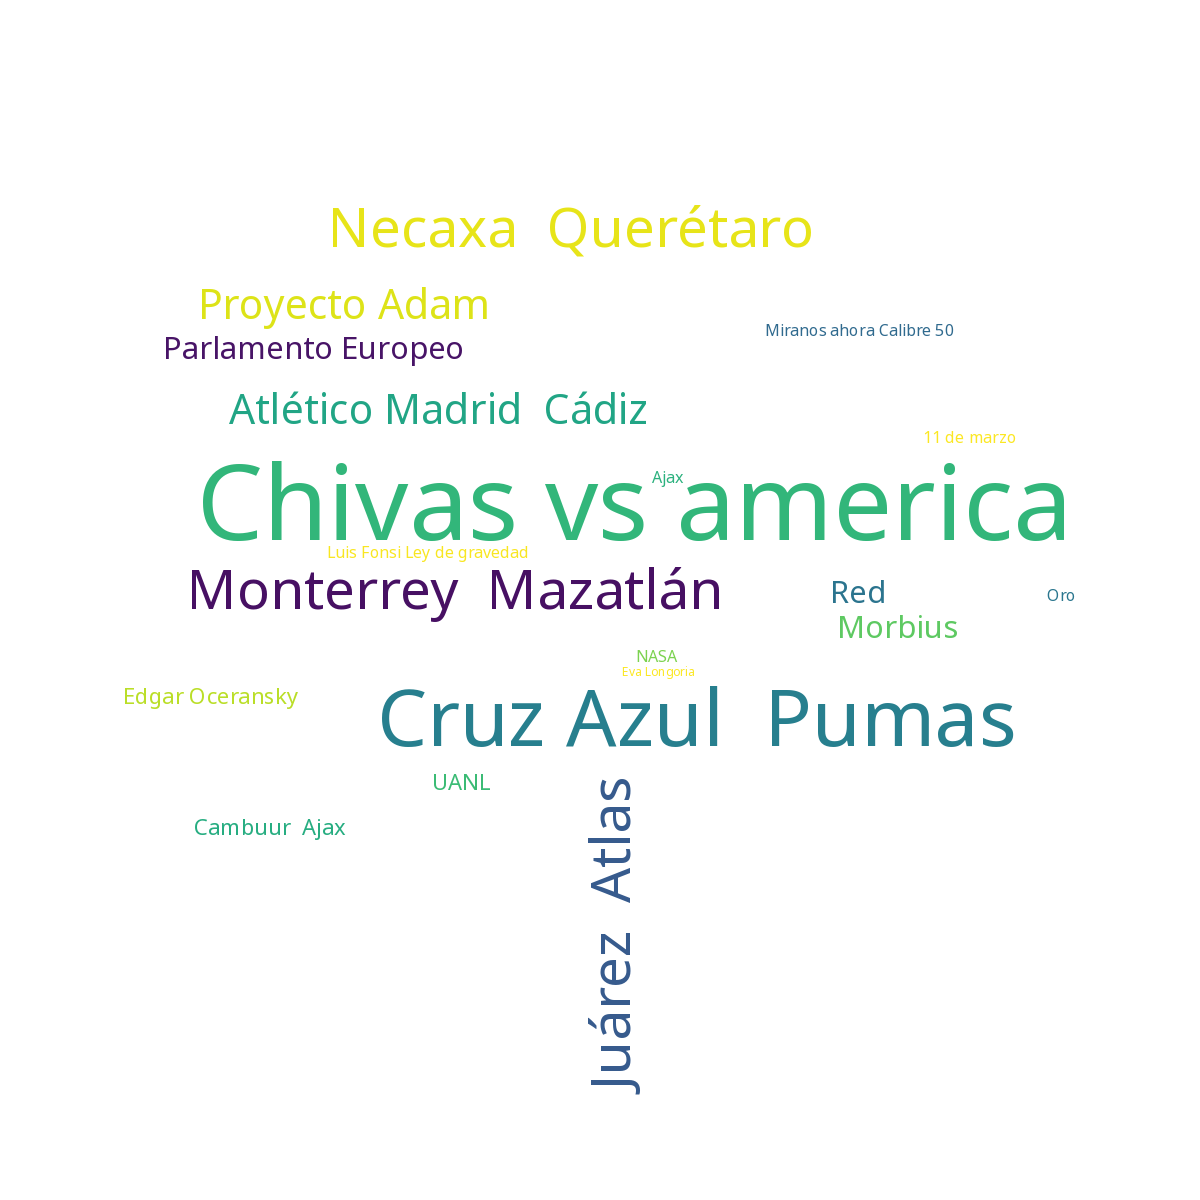 Necaxa  Querétaro
Proyecto Adam
Miranos ahora Calibre 50
Parlamento Europeo
Atlético Madrid  Cádiz
11 de marzo
Ajax
Chivas vs america
Luis Fonsi Ley de gravedad
Monterrey  Mazatlán
Red
Oro
Morbius
NASA
Eva Longoria
Edgar Oceransky
Cruz Azul  Pumas
UANL
Cambuur  Ajax
Juárez  Atlas